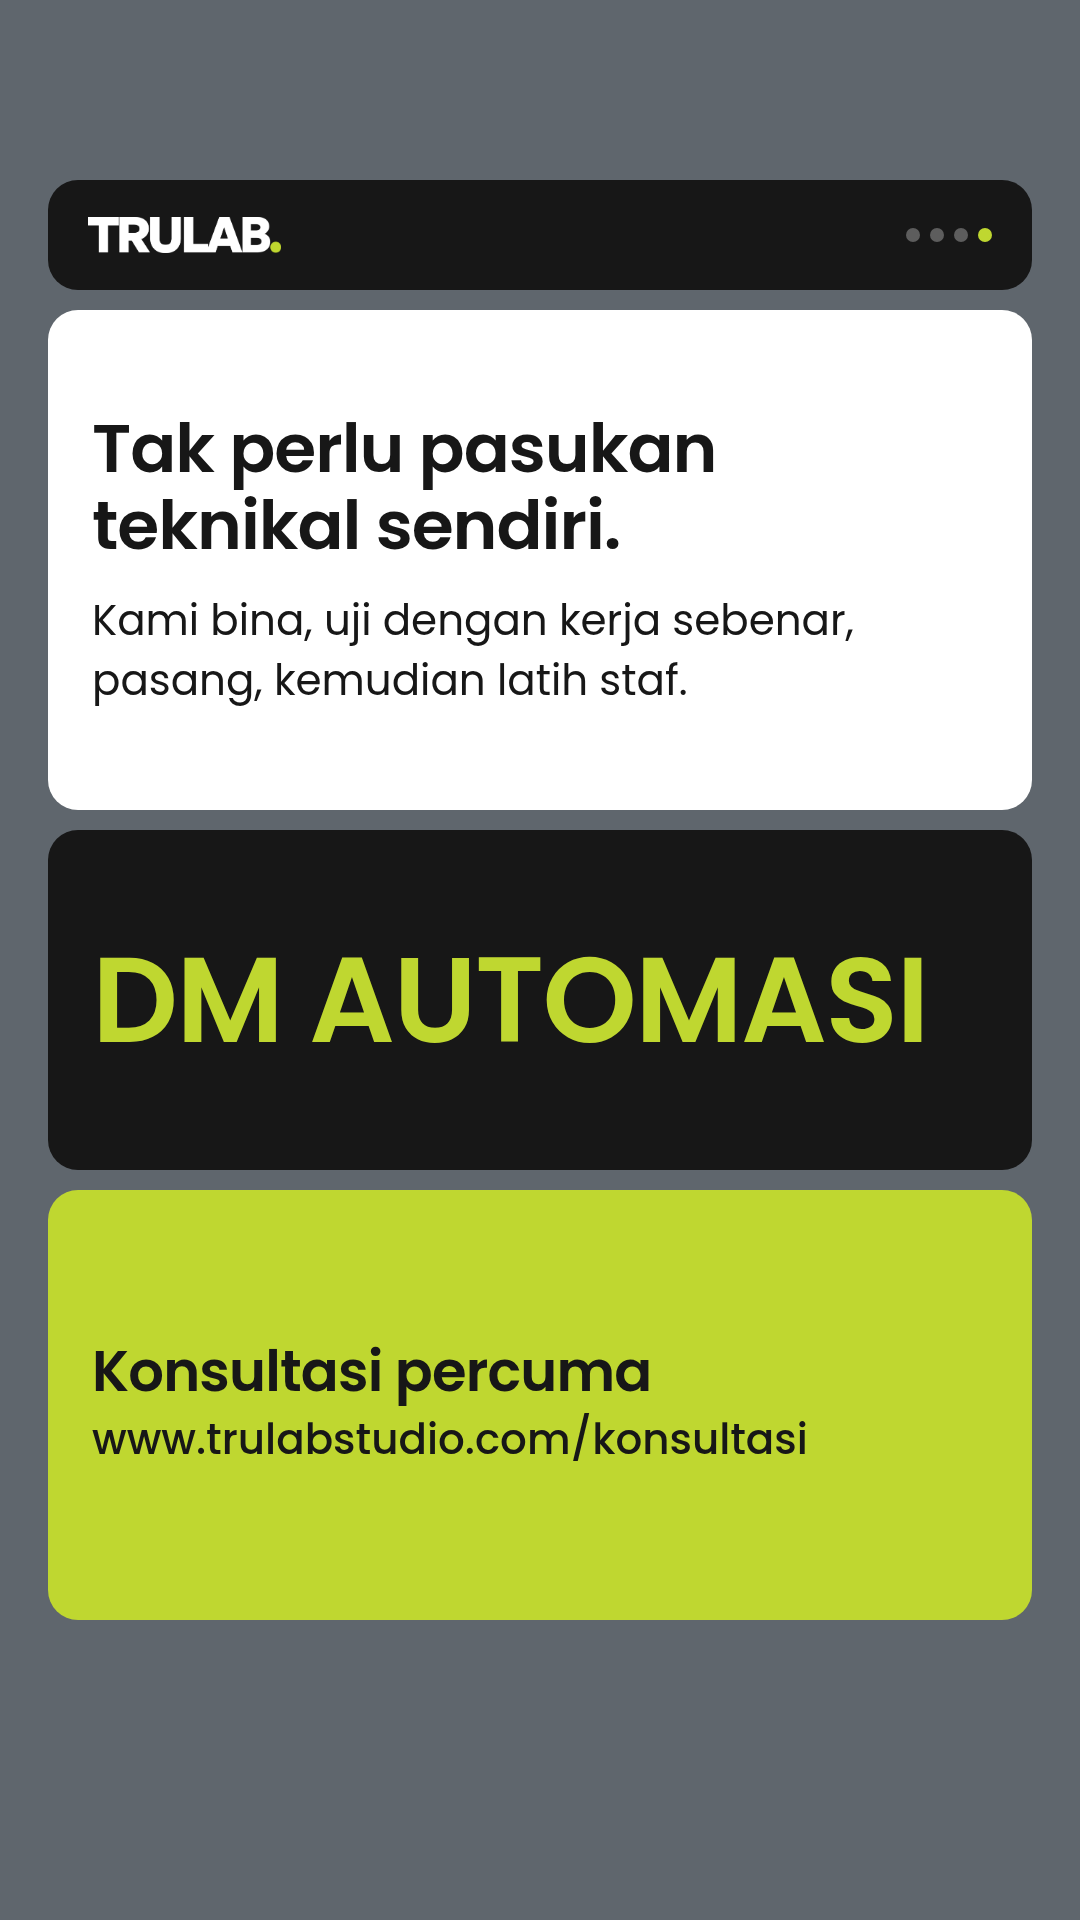 TRULAB.
Tak perlu pasukan
teknikal sendiri.
Kami bina, uji dengan kerja sebenar,
pasang, kemudian latih staf.
DM AUTOMASI
Konsultasi percuma
www.trulabstudio.com/konsultasi